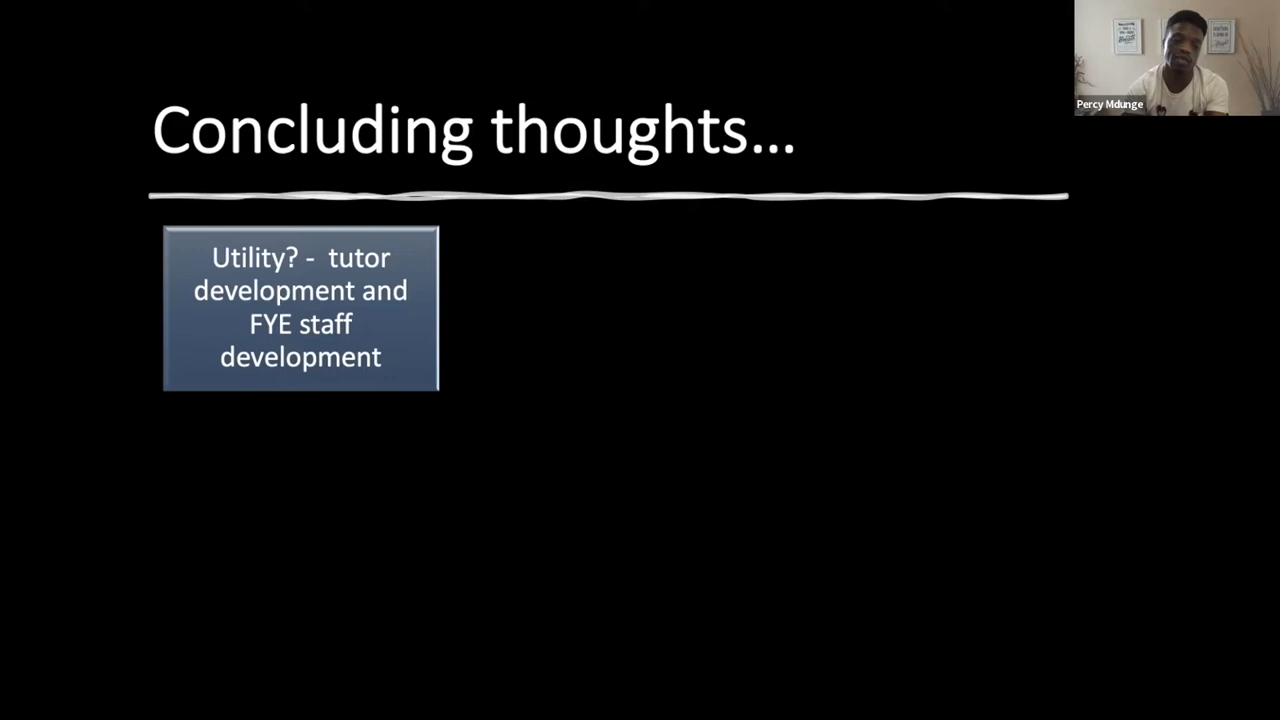 Concluding thoughts...
Utility? - tutor
development and
FYE staff
development
Percy Mdunge